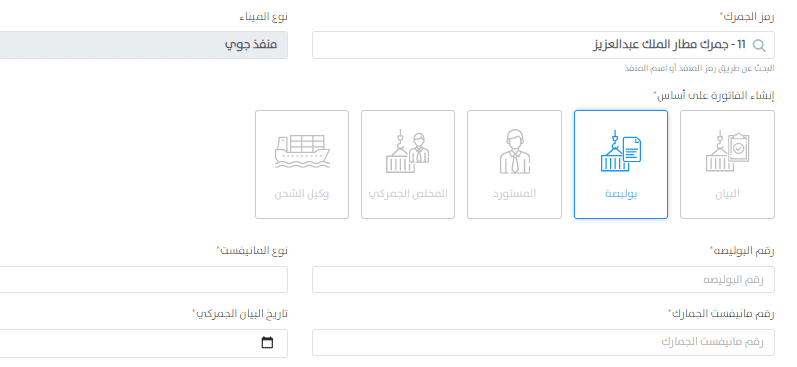 رمز الجمرك*
نوع الميناء
11 - جمرك مطار الملك عبدالعزيز
منفذ جوي
البحث عن طريق رمز المنفذ أو اسم المنفذ
إنشاء الفاتورة على أساس*
البيان
بوليصة
المستورد
المخلص الجمركي
وكيل الشحن
رقم البوليصه*
نوع المانيفست*
رقم البوليصه
رقم مانيفست الجمارك*
تاريخ البيان الجمركي*
رقم مانيفست الجمارك